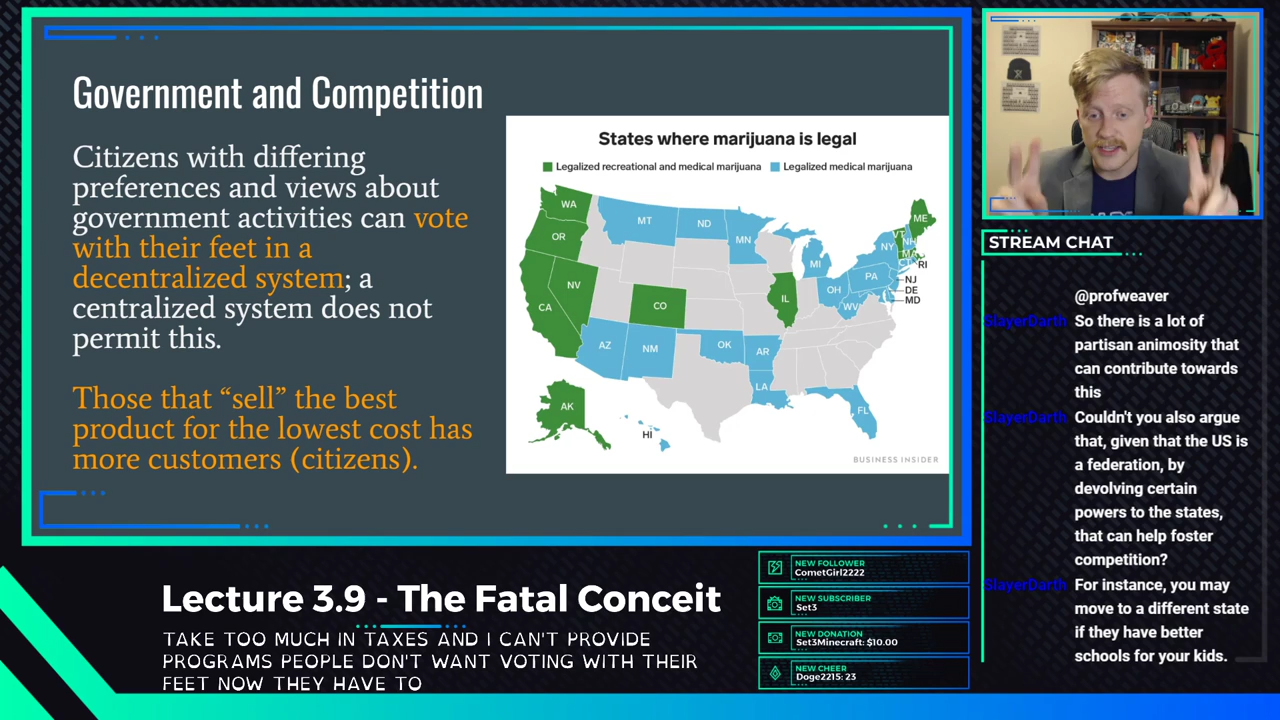 Government and Competition
Citizens with differing
preferences and views about
government activities can vote
with their feet in a
decentralized system; a
centralized system does not
permit this.
Those that “sell” the best
product for the lowest cost has
more customers (citizens).
States where marijuana is legal
Legalized recreational and medical marijuana
Legalized medical marijuana
WA
OR
CA
NV
MT
ND
MN
CO
AZ
NM
OK
AR
LA
IL
MI
OH
WV
PA
NY
VT
NH
MA
CT
ME
RI
NJ
DE
MD
FL
AK
HI
BUSINESS INSIDER
STREAM CHAT
@profweaver
SlayerDarth So there is a lot of
partisan animosity that
can contribute towards
this
SlayerDarth Couldn't you also argue
that, given that the US is
a federation, by
devolving certain
powers to the states,
that can help foster
competition?
SlayerDarth For instance, you may
move to a different state
if they have better
schools for your kids.
Lecture 3.9 - The Fatal Conceit
TAKE TOO MUCH IN TAXES AND I CAN'T PROVIDE
PROGRAMS PEOPLE DON'T WANT VOTING WITH THEIR
FEET NOW THEY HAVE TO
NEW FOLLOWER
CometGirl2222
NEW SUBSCRIBER
Set3
NEW DONATION
Set3Minecraft: $10.00
NEW CHEER
Doge2215: 23